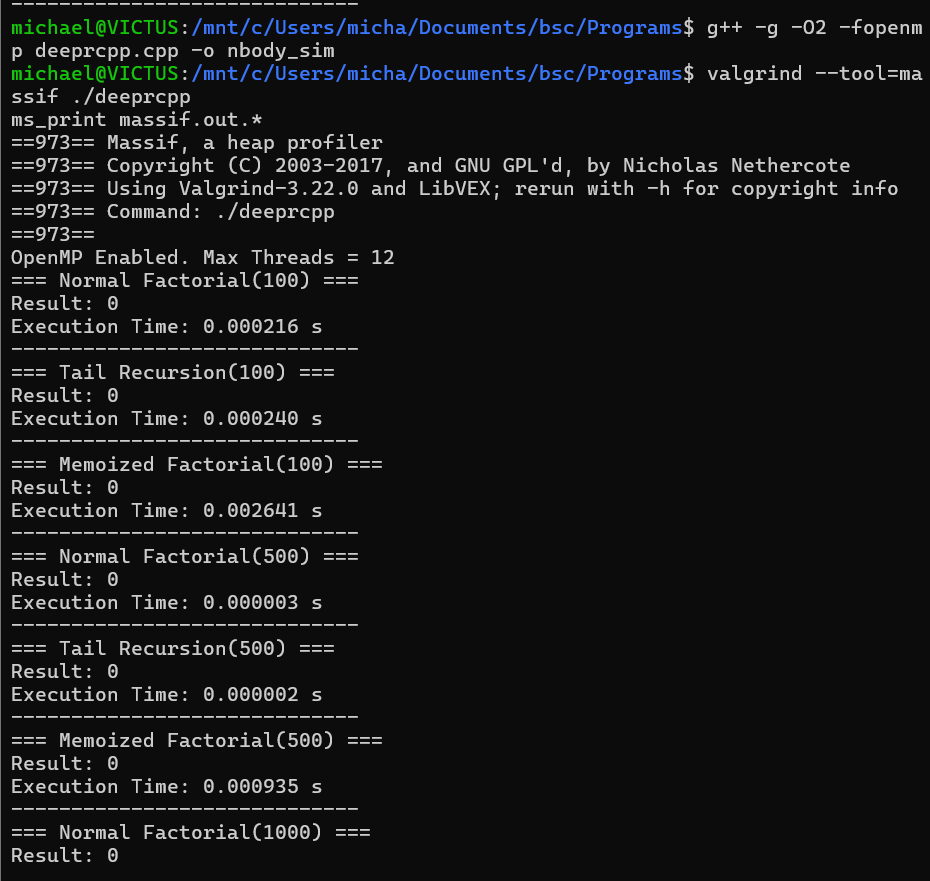 -----------------------------
michael@VICTUS:/mnt/c/Users/micha/Documents/bsc/Programs$ g++ -g -O2 -fopenm
p deeprcpp.cpp -o nbody_sim
michael@VICTUS:/mnt/c/Users/micha/Documents/bsc/Programs$ valgrind --tool=ma
ssif ./deeprcpp
ms_print massif.out.*
==973== Massif, a heap profiler
==973== Copyright (C) 2003-2017, and GNU GPL'd, by Nicholas Nethercote
==973== Using Valgrind-3.22.0 and LibVEX; rerun with -h for copyright info
==973== Command: ./deeprcpp
==973==
OpenMP Enabled. Max Threads = 12
=== Normal Factorial(100) ===
Result: 0
Execution Time: 0.000216 s
-----------------------------
=== Tail Recursion(100) ===
Result: 0
Execution Time: 0.000240 s
-----------------------------
=== Memoized Factorial(100) ===
Result: 0
Execution Time: 0.002641 s
-----------------------------
=== Normal Factorial(500) ===
Result: 0
Execution Time: 0.000003 s
-----------------------------
=== Tail Recursion(500) ===
Result: 0
Execution Time: 0.000002 s
-----------------------------
=== Memoized Factorial(500) ===
Result: 0
Execution Time: 0.000935 s
-----------------------------
=== Normal Factorial(1000) ===
Result: 0